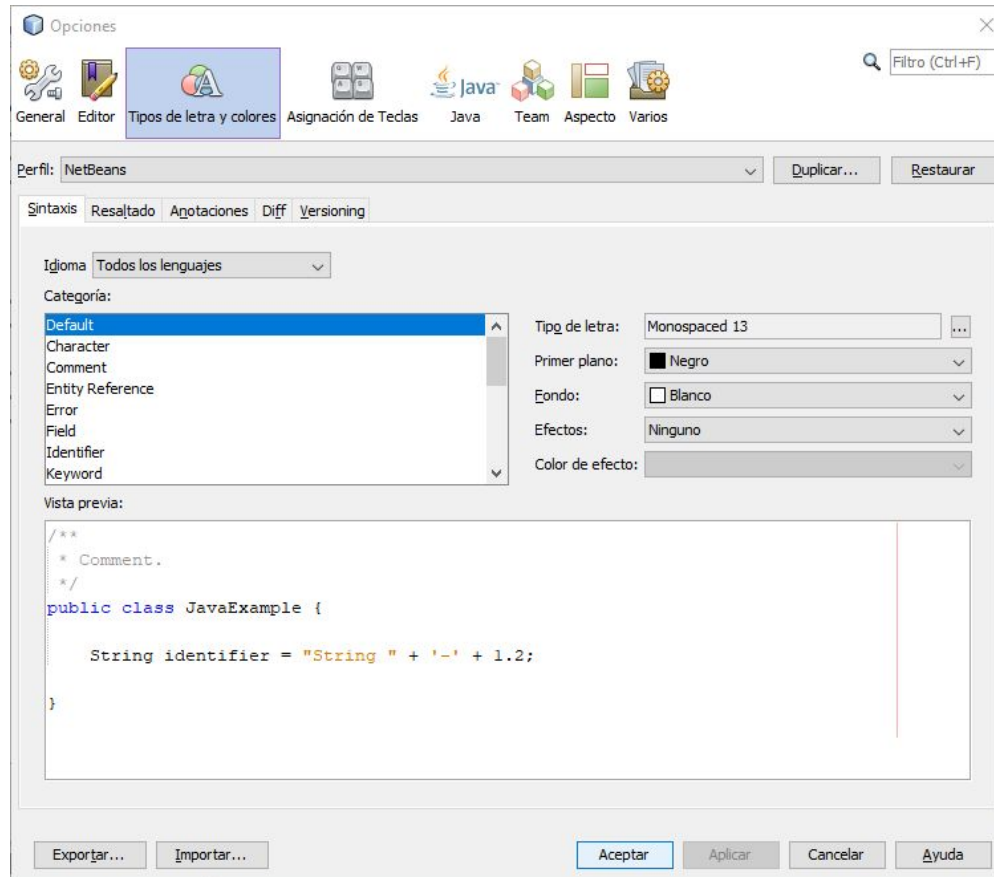 Opciones
Filtro (Ctrl+F)
General Editor Tipos de letra y colores Asignación de Teclas Java Team Aspecto Varios
Perfil: NetBeans Duplicar... Restaurar
Sintaxis Resaltado Anotaciones Diff Versioning
Idioma Todos los lenguajes
Categoría:
Default
Character
Comment
Entity Reference
Error
Field
Identifier
Keyword
Tipo de letra: Monospaced 13 ...
Primer plano: Negro
Fondo: Blanco
Efectos: Ninguno
Color de efecto:
Vista previa:
/**
* Comment.
*/
public class JavaExample {
String identifier = "String " + '-' + 1.2;
}
Exportar... Importar... Aceptar Aplicar Cancelar Ayuda